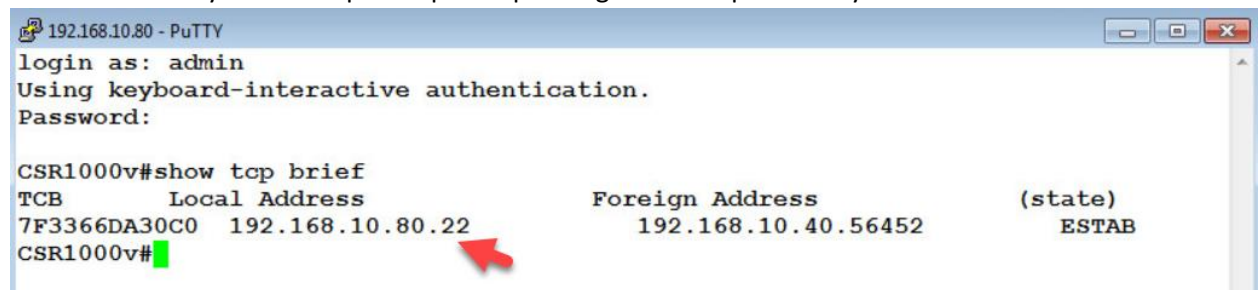 192.168.10.80 - PuTTY
login as: admin
Using keyboard-interactive authentication.
Password:
CSR1000v#show tcp brief
TCB Local Address Foreign Address (state)
7F3366DA30C0 192.168.10.80.22 192.168.10.40.56452 ESTAB
CSR1000v#